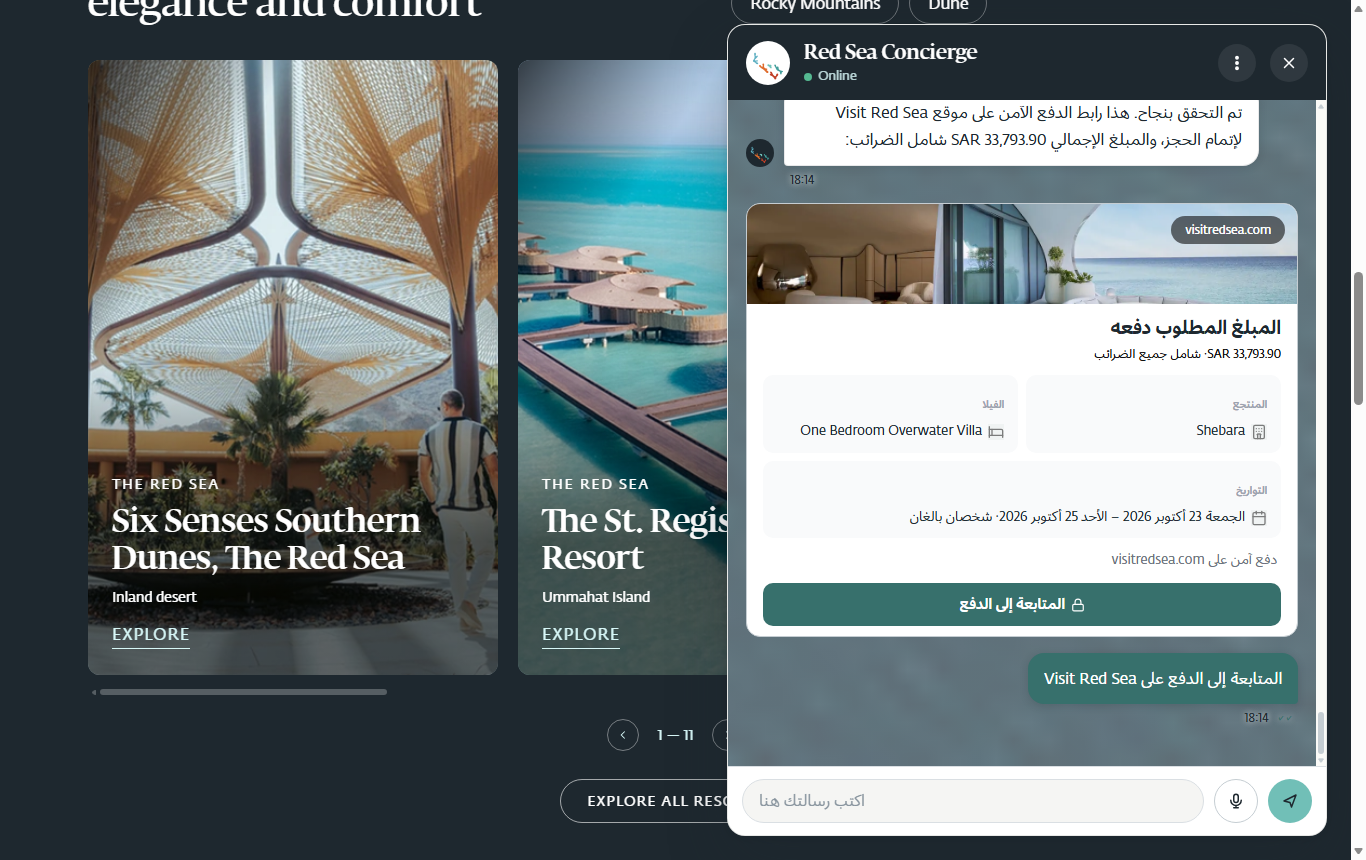 elegance and comfort
Rocky Mountains
Dune
THE RED SEA
Six Senses Southern
Dunes, The Red Sea
Inland desert
EXPLORE
THE RED SEA
The St. Regis
Resort
Ummahat Island
EXPLORE
1 — 11
EXPLORE ALL RESO
Red Sea Concierge
Online
تم التحقق بنجاح. هذا رابط الدفع الآمن على موقع Visit Red Sea
لإتمام الحجز، والمبلغ الإجمالي SAR 33,793.90 شامل الضرائب:
18:14
visitredsea.com
المبلغ المطلوب دفعه
SAR 33,793.90· شامل جميع الضرائب
المنتجع
Shebara
الفيلا
One Bedroom Overwater Villa
التواريخ
الجمعة 23 أكتوبر 2026 – الأحد 25 أكتوبر 2026· شخصان بالغان
دفع آمن على visitredsea.com
المتابعة إلى الدفع
المتابعة إلى الدفع على Visit Red Sea
18:14
اكتب رسالتك هنا